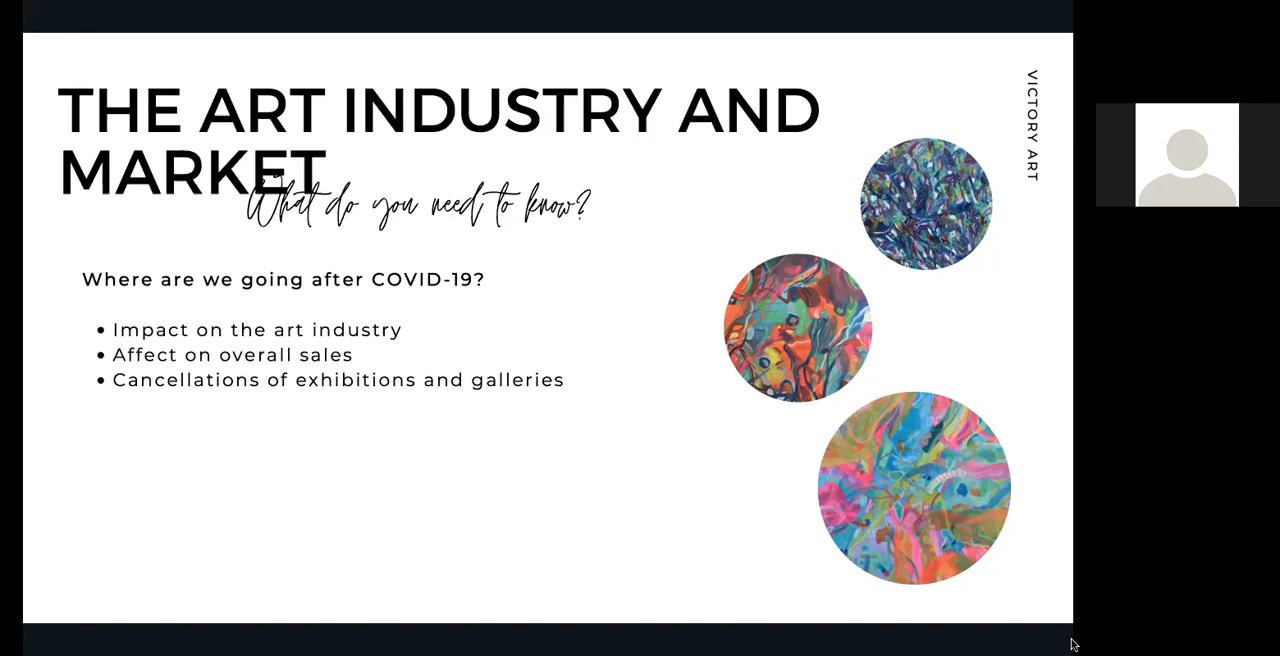 THE ART INDUSTRY AND
MARKET
What do you need to know?
Where are we going after COVID-19?
• Impact on the art industry
• Affect on overall sales
• Cancellations of exhibitions and galleries
VICTORY ART